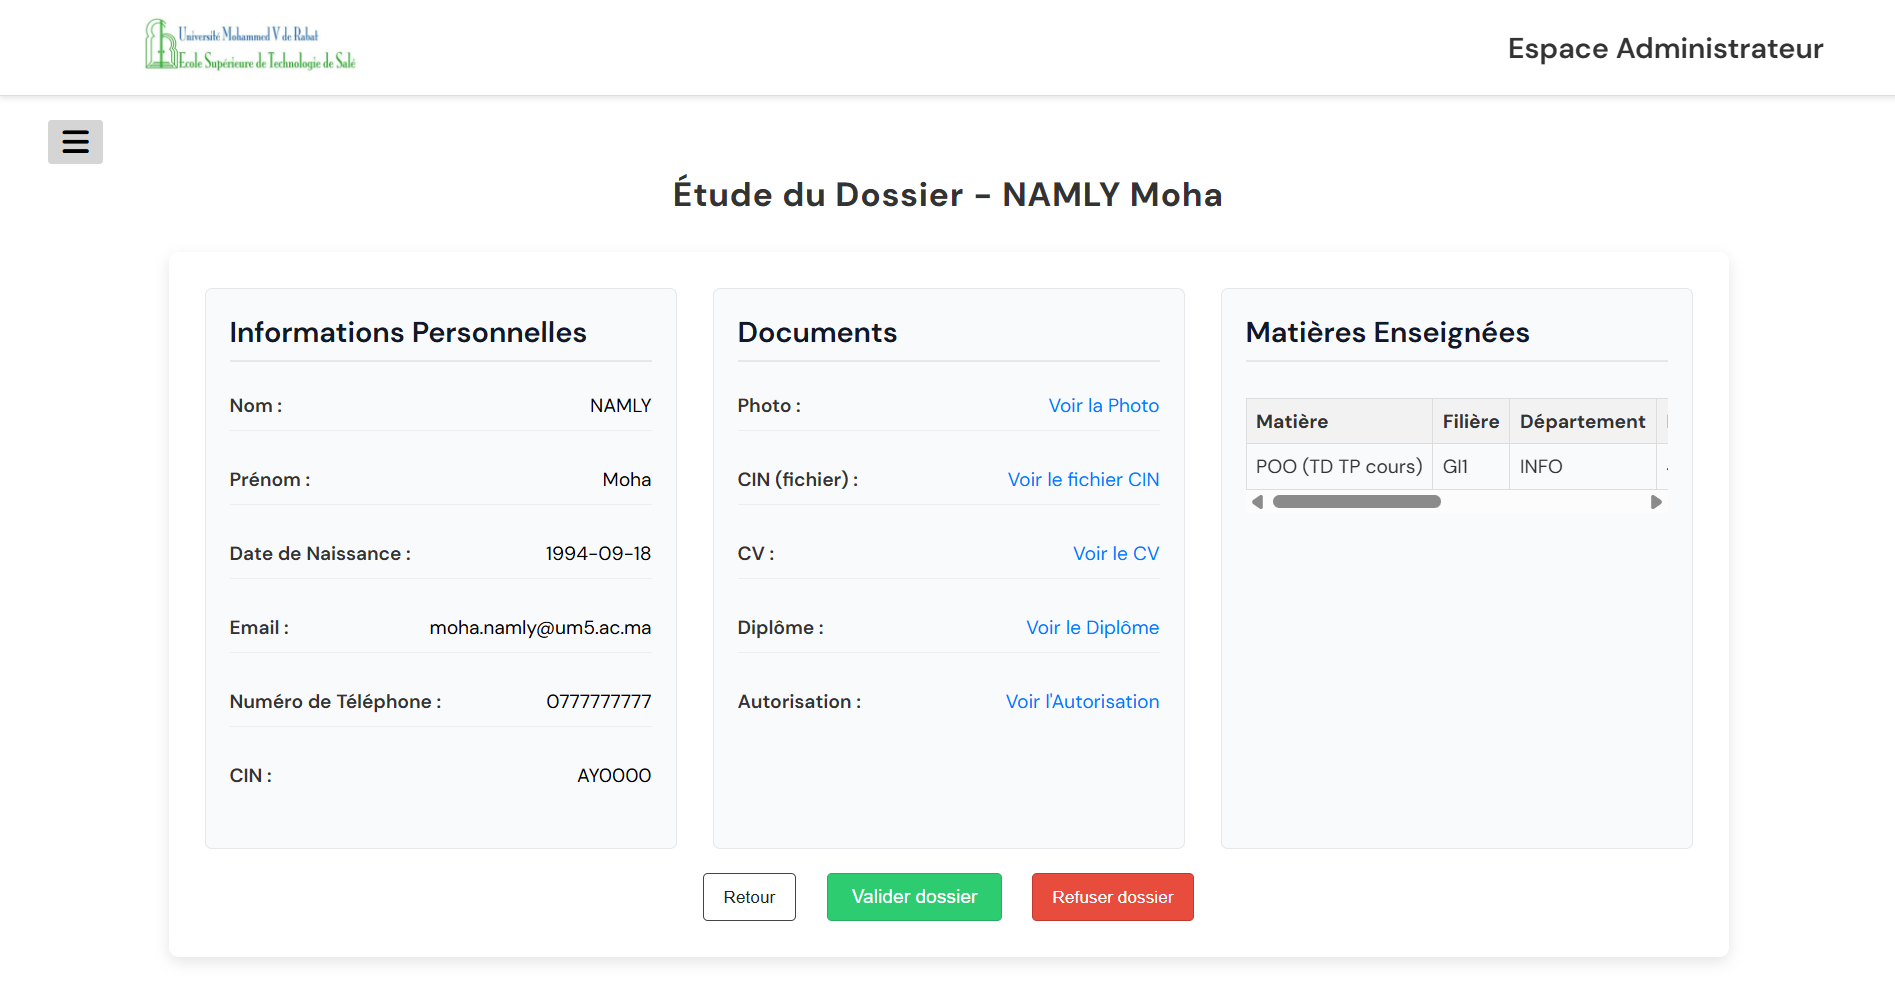 Université Mohammed V de Rabat
Ecole Supérieure de Technologie de Salé
Espace Administrateur
Étude du Dossier - NAMLY Moha
Informations Personnelles
Nom : NAMLY
Prénom : Moha
Date de Naissance : 1994-09-18
Email : moha.namly@um5.ac.ma
Numéro de Téléphone : 0777777777
CIN : AY0000
Documents
Photo : Voir la Photo
CIN (fichier) : Voir le fichier CIN
CV : Voir le CV
Diplôme : Voir le Diplôme
Autorisation : Voir l'Autorisation
Matières Enseignées
Matière Filière Département
POO (TD TP cours) GI1 INFO
Retour Valider dossier Refuser dossier